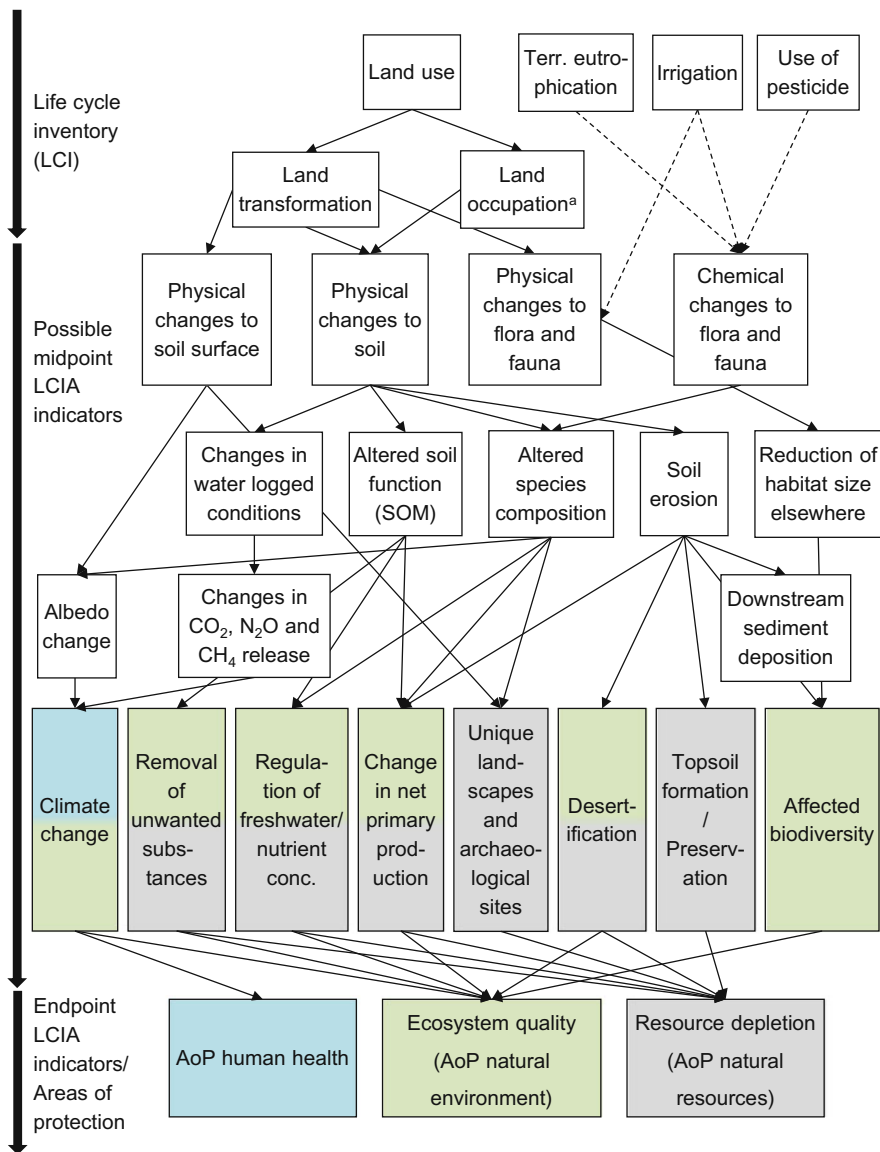 Life cycle
inventory
(LCI)
Land use
Terr. eutro-
phication
Irrigation
Use of
pesticide
Land
transformation
Land
occupationᵃ
Possible
midpoint
LCIA
indicators
Physical
changes to
soil surface
Physical
changes to
soil
Physical
changes to
flora and
fauna
Chemical
changes to
flora and
fauna
Changes in
water logged
conditions
Altered soil
function
(SOM)
Altered
species
composition
Soil
erosion
Reduction of
habitat size
elsewhere
Albedo
change
Changes in
CO₂, N₂O and
CH₄ release
Downstream
sediment
deposition
Climate
change
Removal of
unwanted
subs-
tances
Regula-
tion of
freshwater/
nutrient
conc.
Change
in net
primary
prod-
uction
Unique
land-
scapes
and
archaeo-
logical
sites
Desert-
ification
Topsoil
formation
/
Preserv-
ation
Affected
biodiversity
Endpoint
LCIA
indicators/
Areas of
protection
AoP human health
Ecosystem quality
(AoP natural
environment)
Resource depletion
(AoP natural
resources)